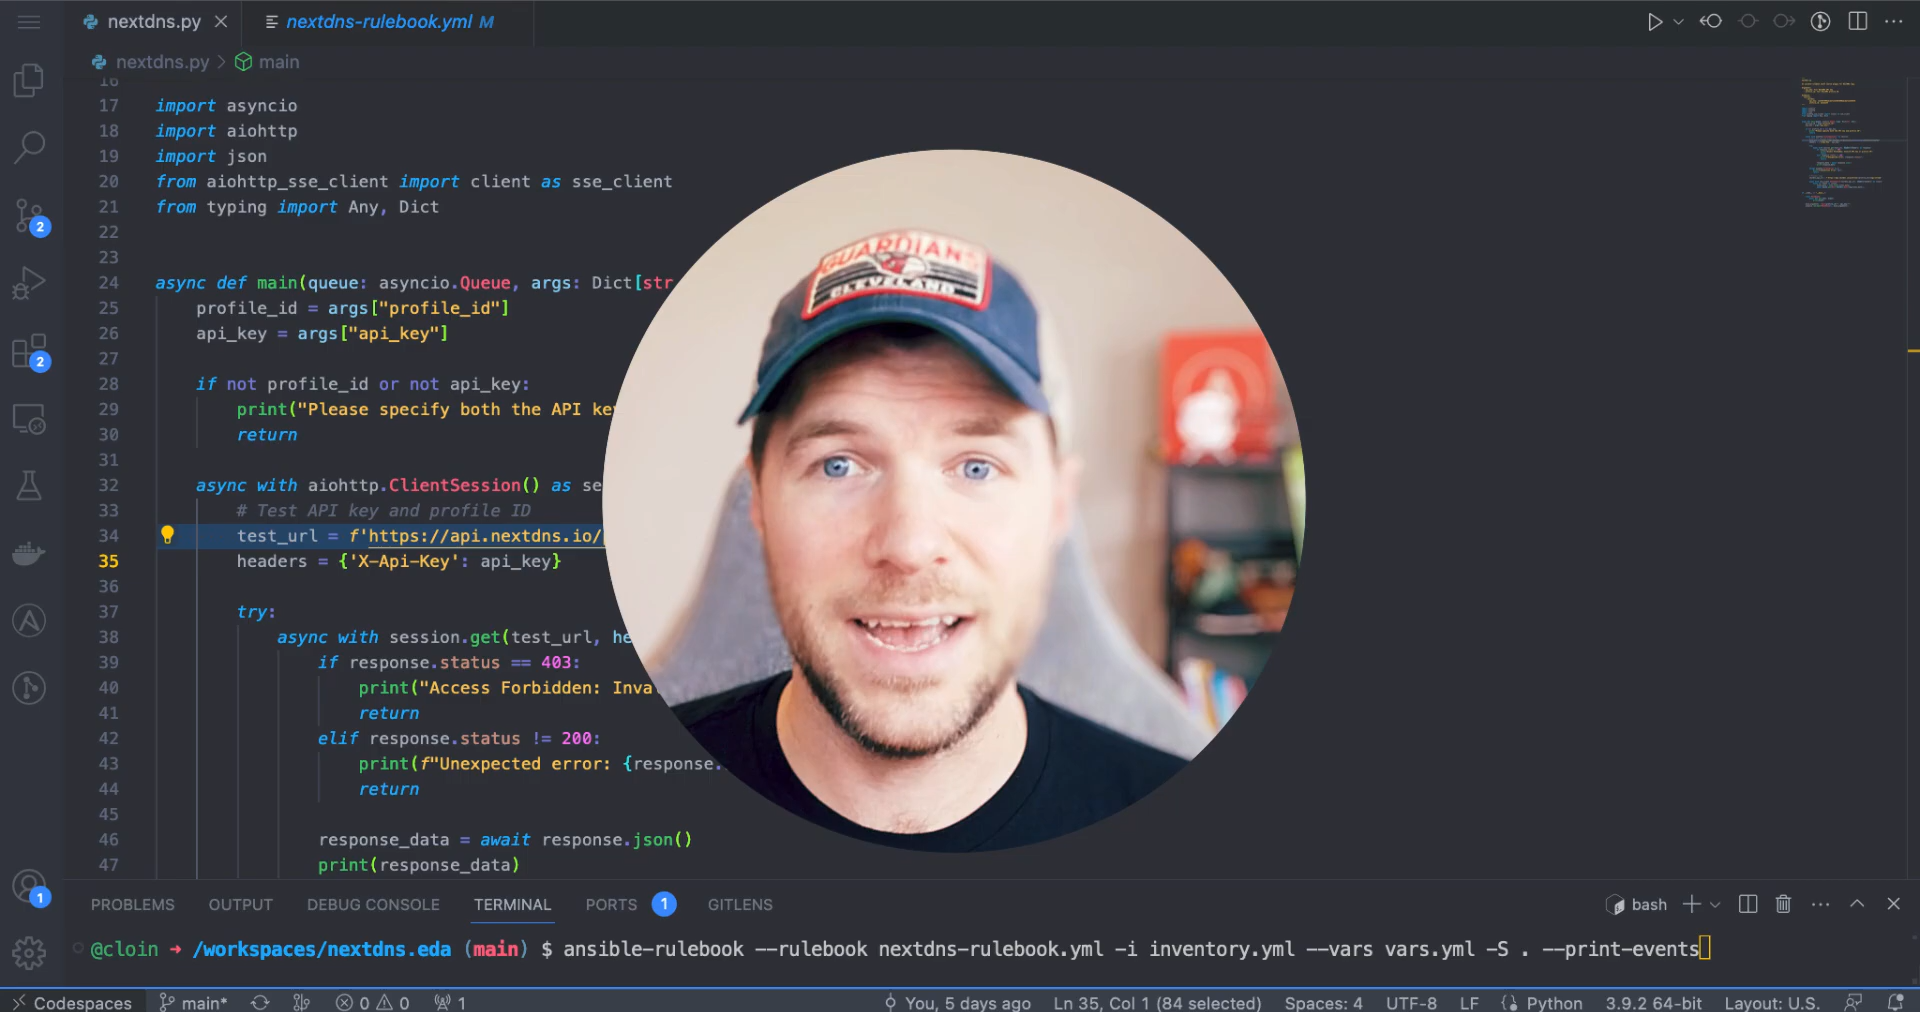 nextdns.py
nextdns-rulebook.yml M
nextdns.py > main
16
17 import asyncio
18 import aiohttp
19 import json
20 from aiohttp_sse_client import client as sse_client
21 from typing import Any, Dict
22
23
24 async def main(queue: asyncio.Queue, args: Dict[str
25 profile_id = args["profile_id"]
26 api_key = args["api_key"]
27
28 if not profile_id or not api_key:
29 print("Please specify both the API ke
30 return
31
32 async with aiohttp.ClientSession() as se
33 # Test API key and profile ID
34 test_url = f'https://api.nextdns.io/
35 headers = {'X-Api-Key': api_key}
36
37 try:
38 async with session.get(test_url, he
39 if response.status == 403:
40 print("Access Forbidden: Inva
41 return
42 elif response.status != 200:
43 print(f"Unexpected error: {response.
44 return
45
46 response_data = await response.json()
47 print(response_data)
GUARDIANS
CLEVELAND
2
2
1
PROBLEMS OUTPUT DEBUG CONSOLE TERMINAL PORTS 1 GITLENS bash
@cloin → /workspaces/nextdns.eda (main) $ ansible-rulebook --rulebook nextdns-rulebook.yml -i inventory.yml --vars vars.yml -S . --print-events
Codespaces main* 0 0 1 You, 5 days ago Ln 35, Col 1 (84 selected) Spaces: 4 UTF-8 LF Python 3.9.2 64-bit Layout: U.S.